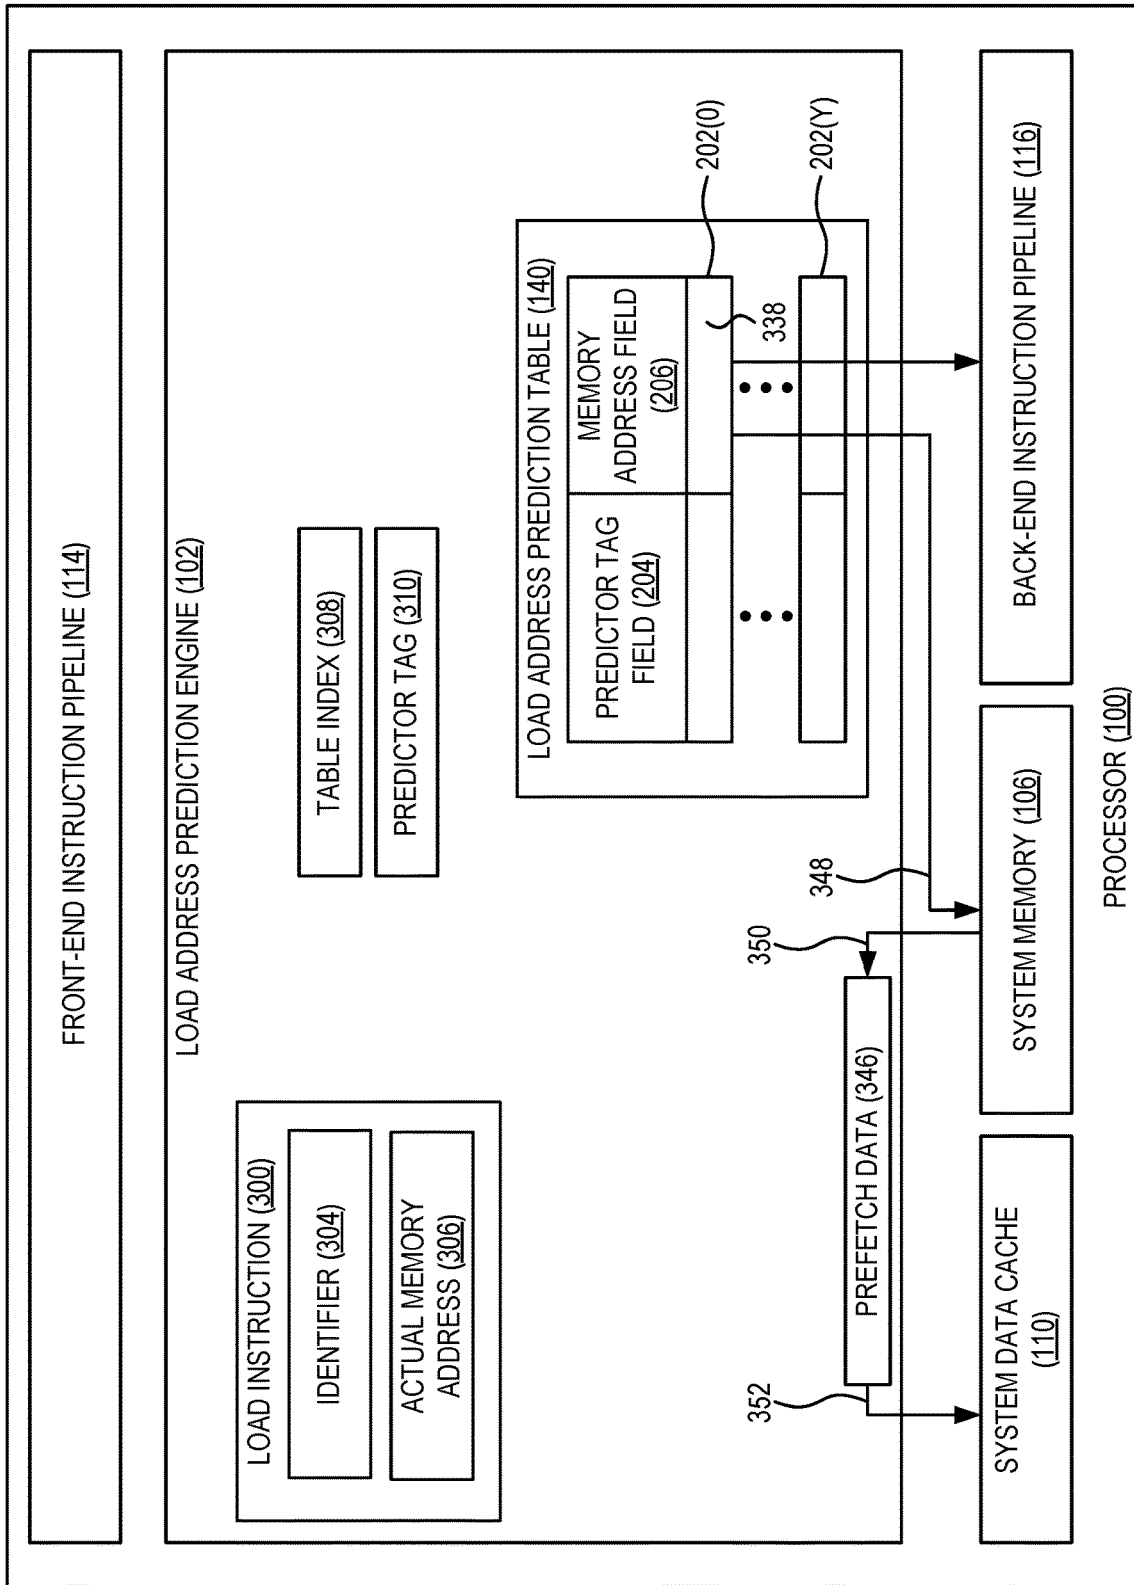 FRONT-END INSTRUCTION PIPELINE (114)
LOAD ADDRESS PREDICTION ENGINE (102)
LOAD INSTRUCTION (300)
IDENTIFIER (304)
ACTUAL MEMORY
ADDRESS (306)
TABLE INDEX (308)
PREDICTOR TAG (310)
LOAD ADDRESS PREDICTION TABLE (140)
PREDICTOR TAG
FIELD (204)
MEMORY
ADDRESS FIELD
(206)
202(0)
338
202(Y)
348
350
352
PREFETCH DATA (346)
SYSTEM DATA CACHE
(110)
SYSTEM MEMORY (106)
BACK-END INSTRUCTION PIPELINE (116)
PROCESSOR (100)